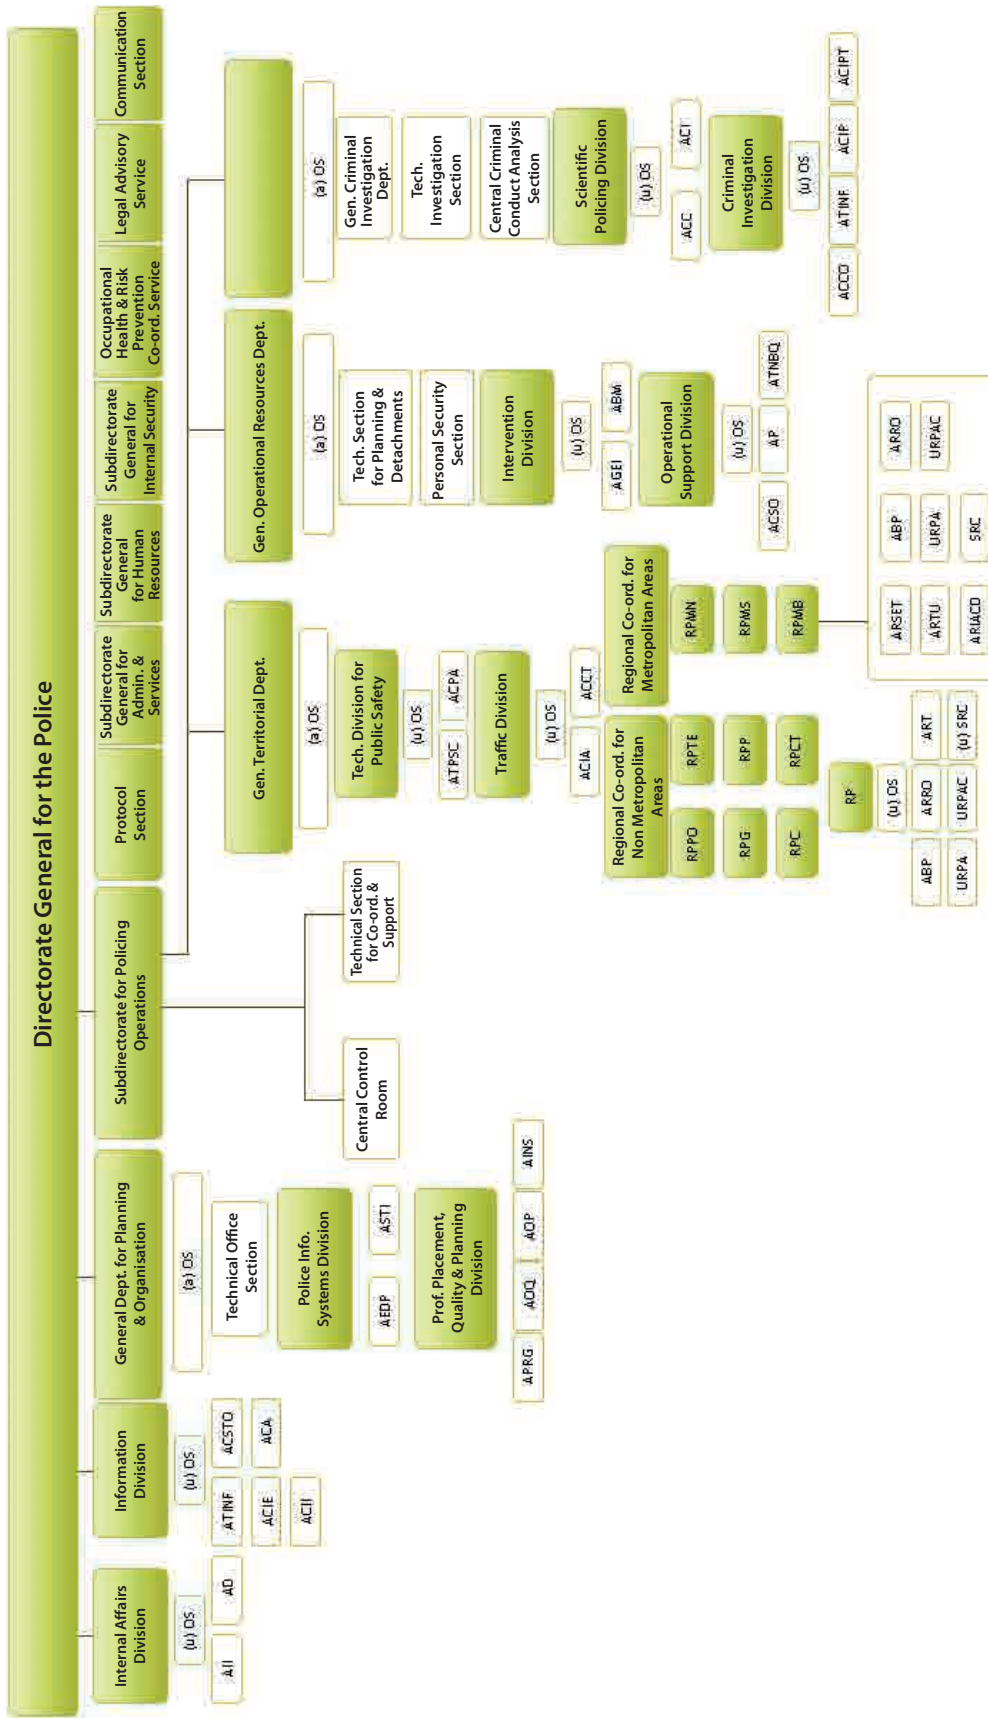 Directorate General for the Police
Internal Affairs
Division
Information
Division
General Dept. for Planning
& Organisation
Subdirectorate for Policing
Operations
Protocol
Section
Subdirectorate
General for
Admin. &
Services
Subdirectorate
General
for Human
Resources
Subdirectorate
General for
Internal Security
Occupational
Health & Risk
Prevention
Co-ord. Service
Legal Advisory
Service
Communication
Section
(u) OS
AII
AD
(u) OS
ATINF
ACSTO
ACIE
ACA
ACII
(a) OS
Technical Office
Section
Police Info.
Systems Division
AEDP
ASTI
Prof. Placement,
Quality & Planning
Division
APRG
AOQ
AOP
AINS
Central Control
Room
Technical Section
for Co-ord. &
Support
Gen. Territorial Dept.
(a) OS
Tech. Division for
Public Safety
(u) OS
ATPSC
ACPA
Traffic Division
(u) OS
ACIA
ACCT
Regional Co-ord. for
Non Metropolitan
Areas
RPPO
RPTE
RPG
RPP
RPC
RPCT
RP
(u) OS
ABP
ARRO
ART
URPA
URPAC
(u) SRC
Regional Co-ord. for
Metropolitan Areas
RPMN
RPMS
RPMB
ARSET
ABP
ARRO
ARTU
URPA
URPAC
ARIACO
SRC
Gen. Operational Resources Dept.
(a) OS
Tech. Section
for Planning &
Detachments
Personal Security
Section
Intervention
Division
(u) OS
AGEI
ABM
Operational
Support Division
(u) OS
ACSO
AP
ATNBQ
(a) OS
Gen. Criminal
Investigation
Dept.
Tech.
Investigation
Section
Central Criminal
Conduct Analysis
Section
Scientific
Policing Division
(u) OS
ACC
ACT
Criminal
Investigation
Division
(u) OS
ACCO
ATINF
ACIP
ACIPT